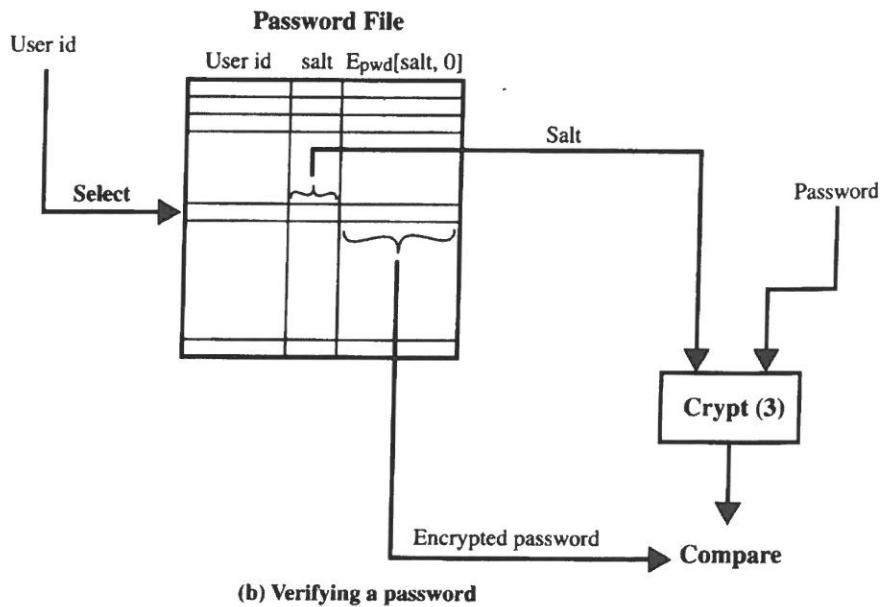 Password File
User id
User id salt Epwd[salt, 0]
Salt
Select
Password
Crypt (3)
Encrypted password
Compare
(b) Verifying a password